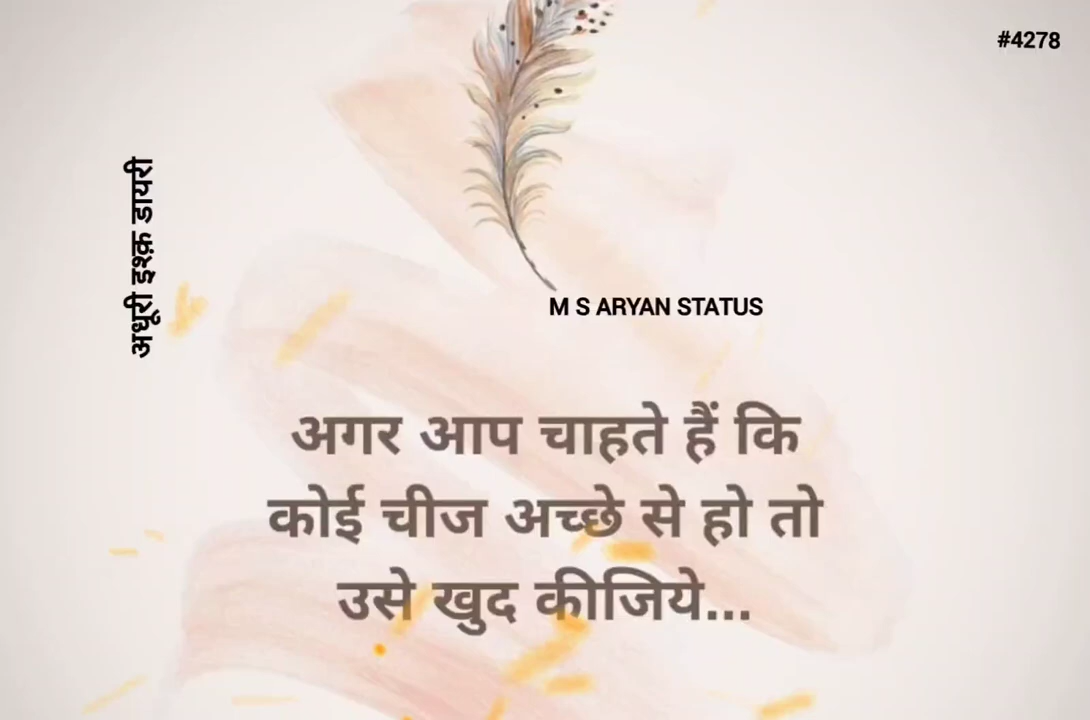 #4278
अधूरी इश्क़ डायरी
M S ARYAN STATUS
अगर आप चाहते हैं कि
कोई चीज अच्छे से हो तो
उसे खुद कीजिये...